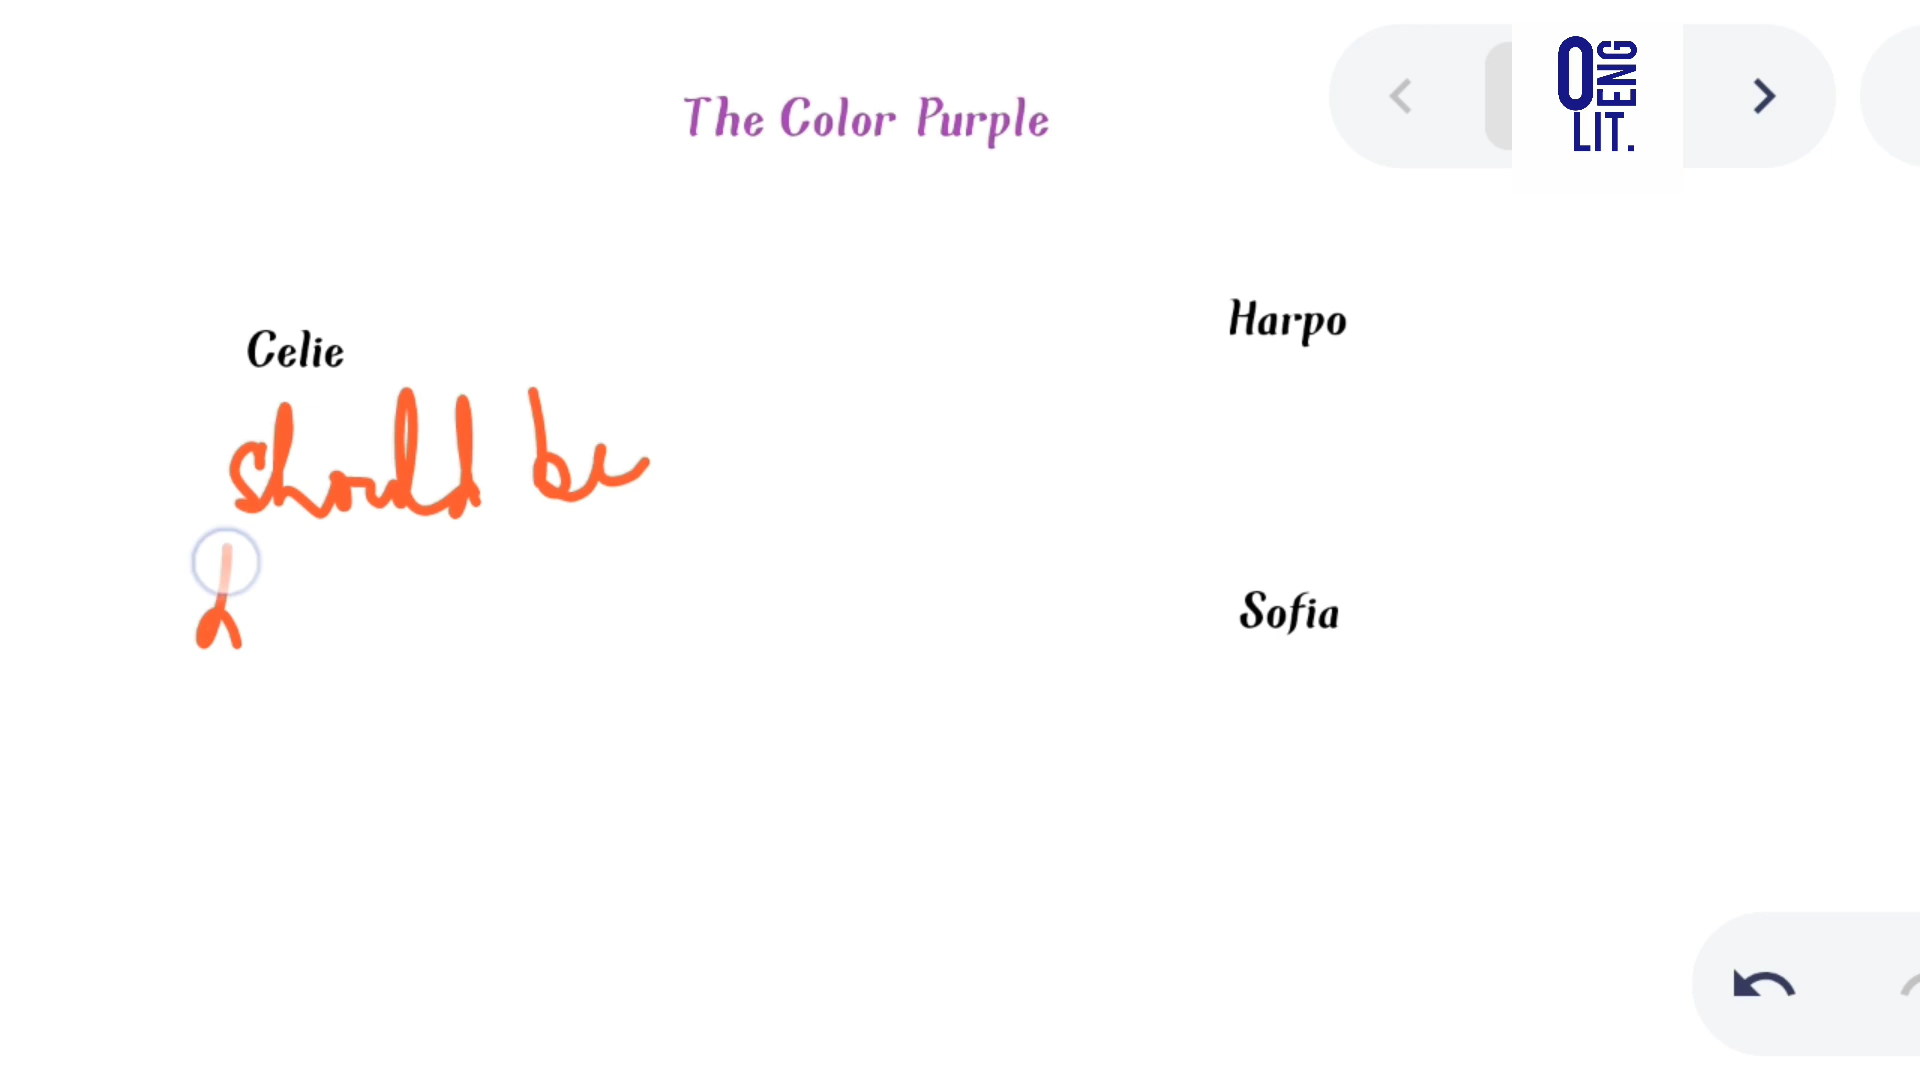 The Color Purple
O ENG
LIT.
Harpo
Celie
should be
Sofia